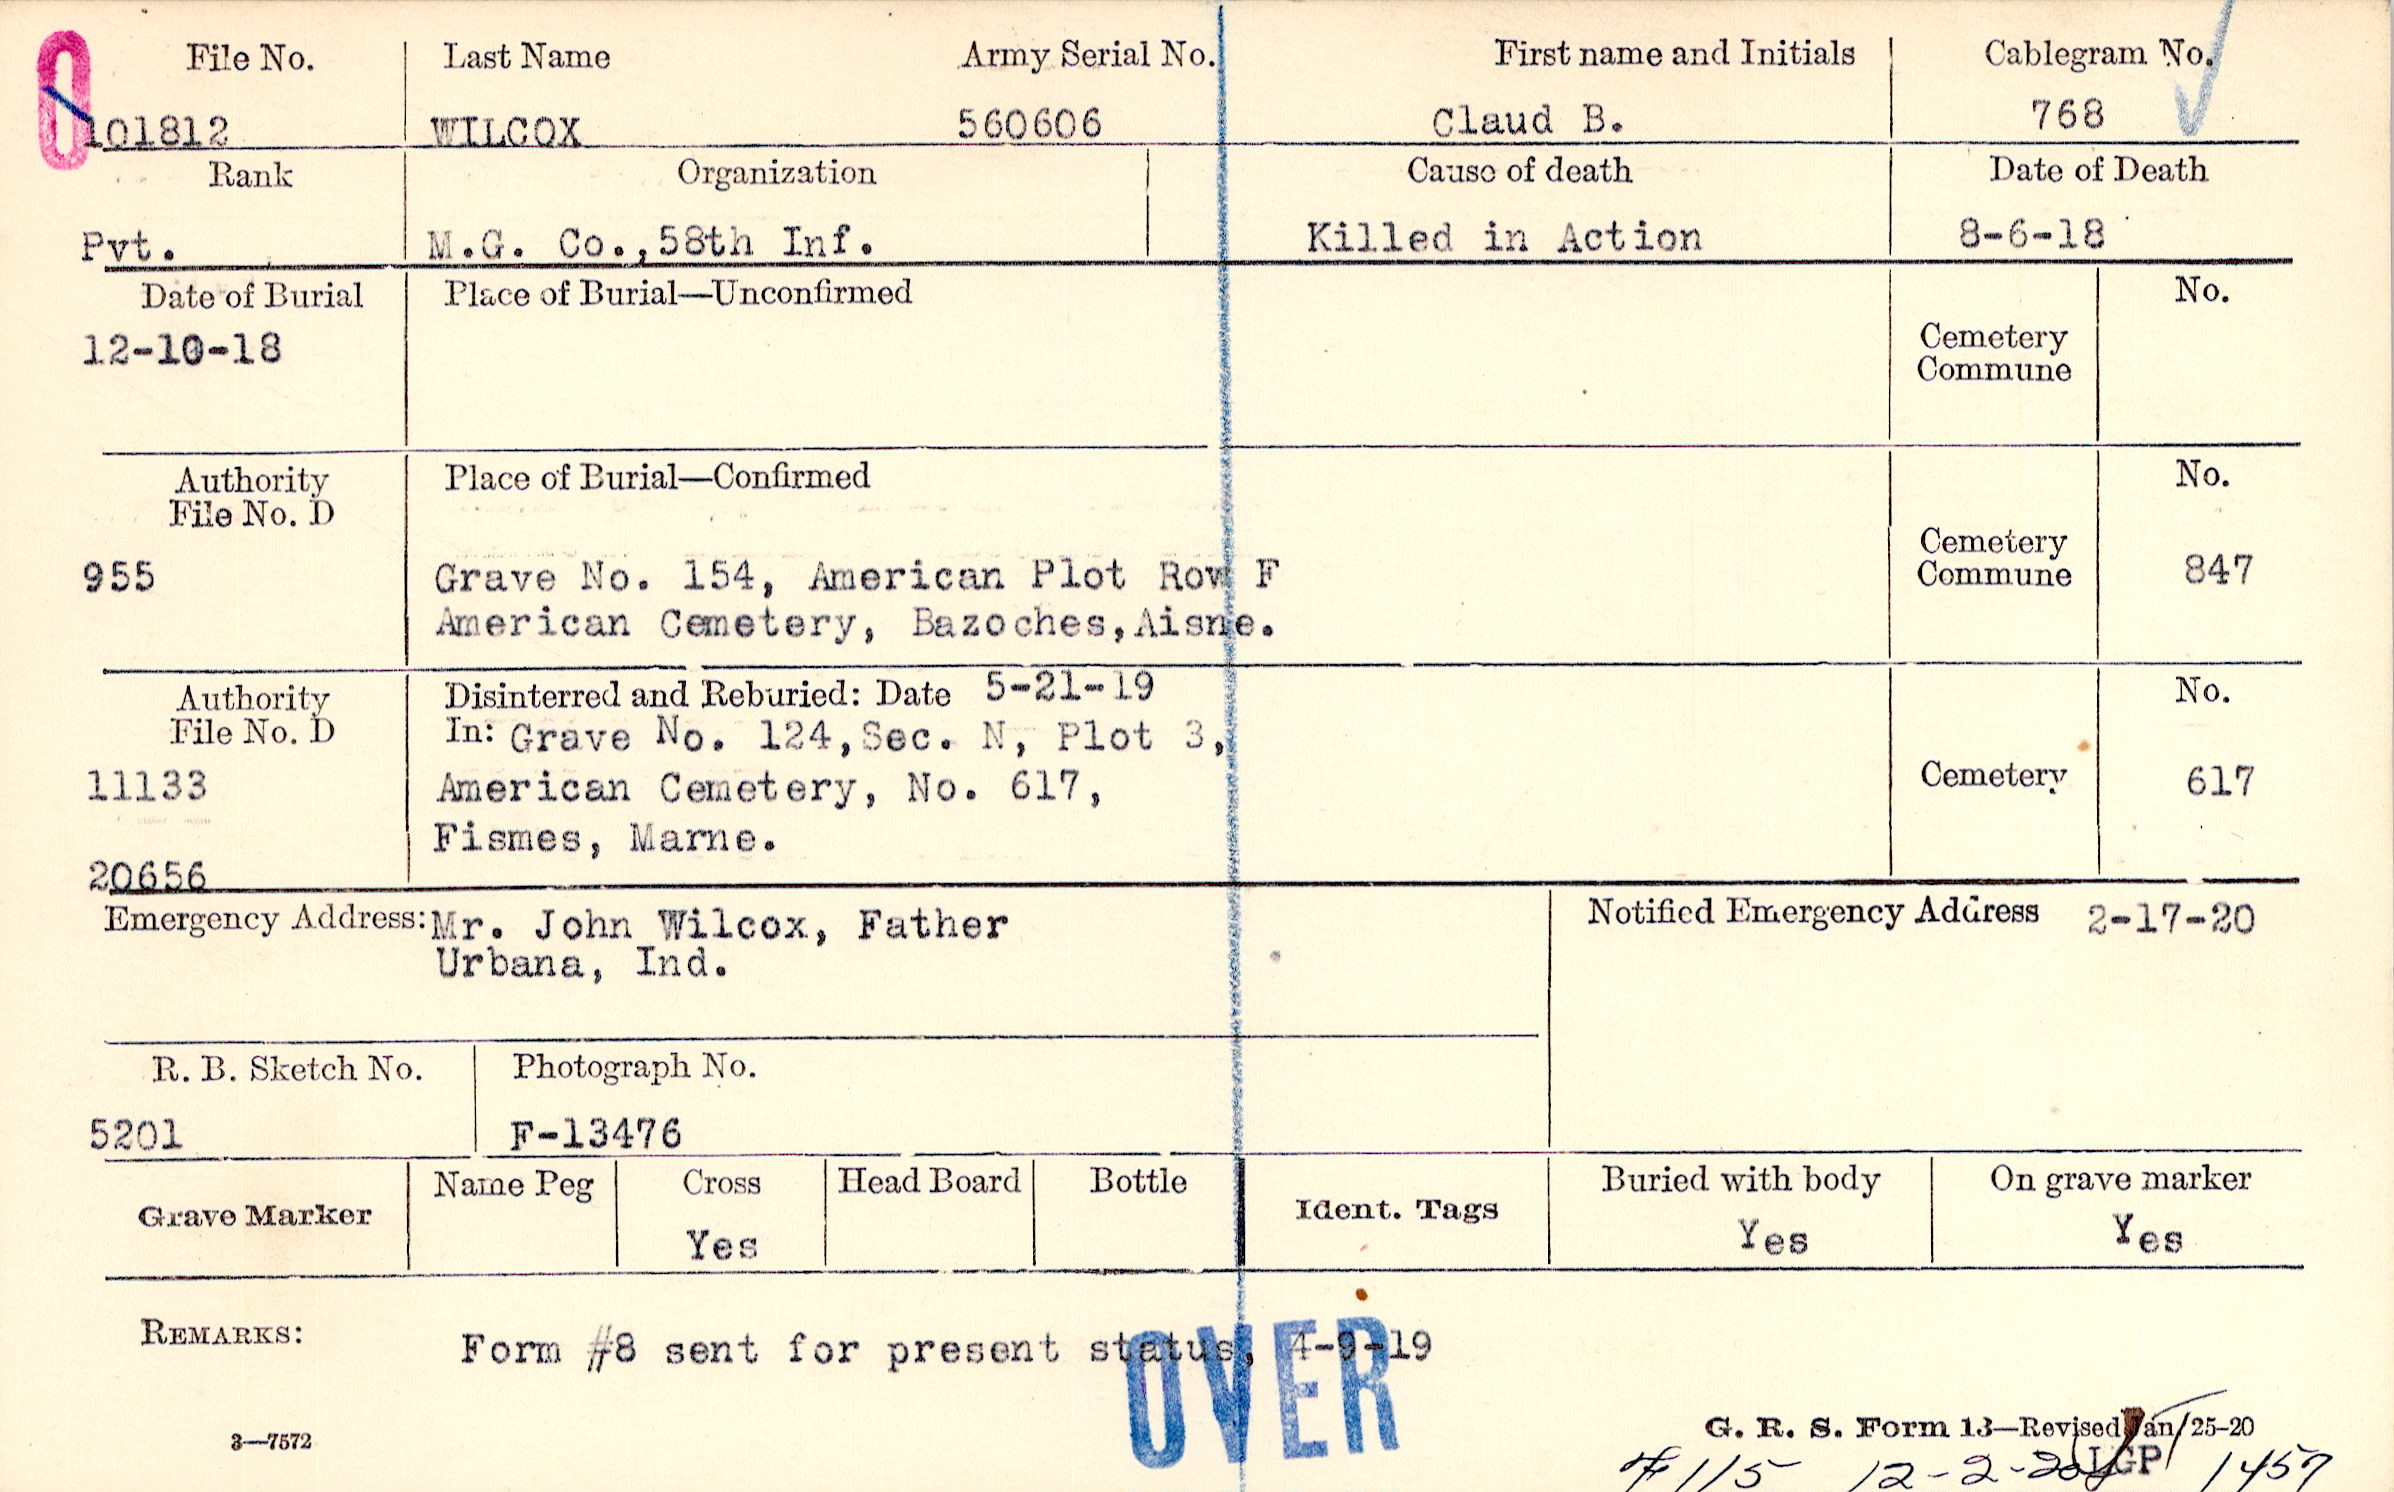 File No. Last Name Army Serial No. First name and Initials Cablegram No.
101812 WILCOX 560606 Claud B. 768
Rank Organization Cause of death Date of Death
Pvt. M.G. Co.,58th Inf. Killed in Action 8-6-18
Date of Burial Place of Burial—Unconfirmed No.
12-10-18
Cemetery
Commune
Authority Place of Burial—Confirmed No.
File No. D
Cemetery
955 Grave No. 154, American Plot Row F Commune 847
American Cemetery, Bazoches,Aisne.
Authority Disinterred and Reburied: Date 5-21-19 No.
File No. D In: Grave No. 124,Sec. N, Plot 3,
11133 American Cemetery, No. 617, Cemetery 617
Fismes, Marne.
20656
Emergency Address: Mr. John Wilcox, Father Notified Emergency Address 2-17-20
Urbana, Ind.
R. B. Sketch No. Photograph No.
5201 F-13476
Grave Marker Name Peg Cross Head Board Bottle Ident. Tags Buried with body On grave marker
Yes Yes Yes
REMARKS: Form #8 sent for present status, 4-9-19
OVER
3—7572 G. R. S. Form 13—Revised Jan/25-20
#115 12-2-20 LGP 1457